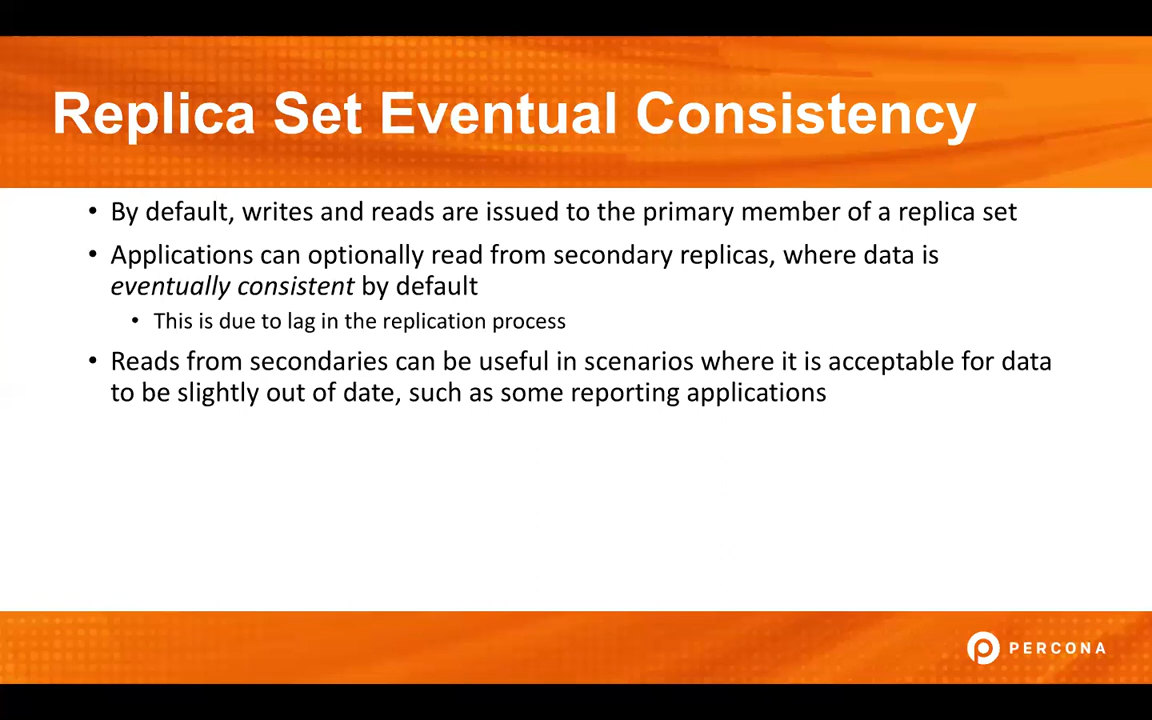 Replica Set Eventual Consistency
• By default, writes and reads are issued to the primary member of a replica set
• Applications can optionally read from secondary replicas, where data is
eventually consistent by default
• This is due to lag in the replication process
• Reads from secondaries can be useful in scenarios where it is acceptable for data
to be slightly out of date, such as some reporting applications
PERCONA